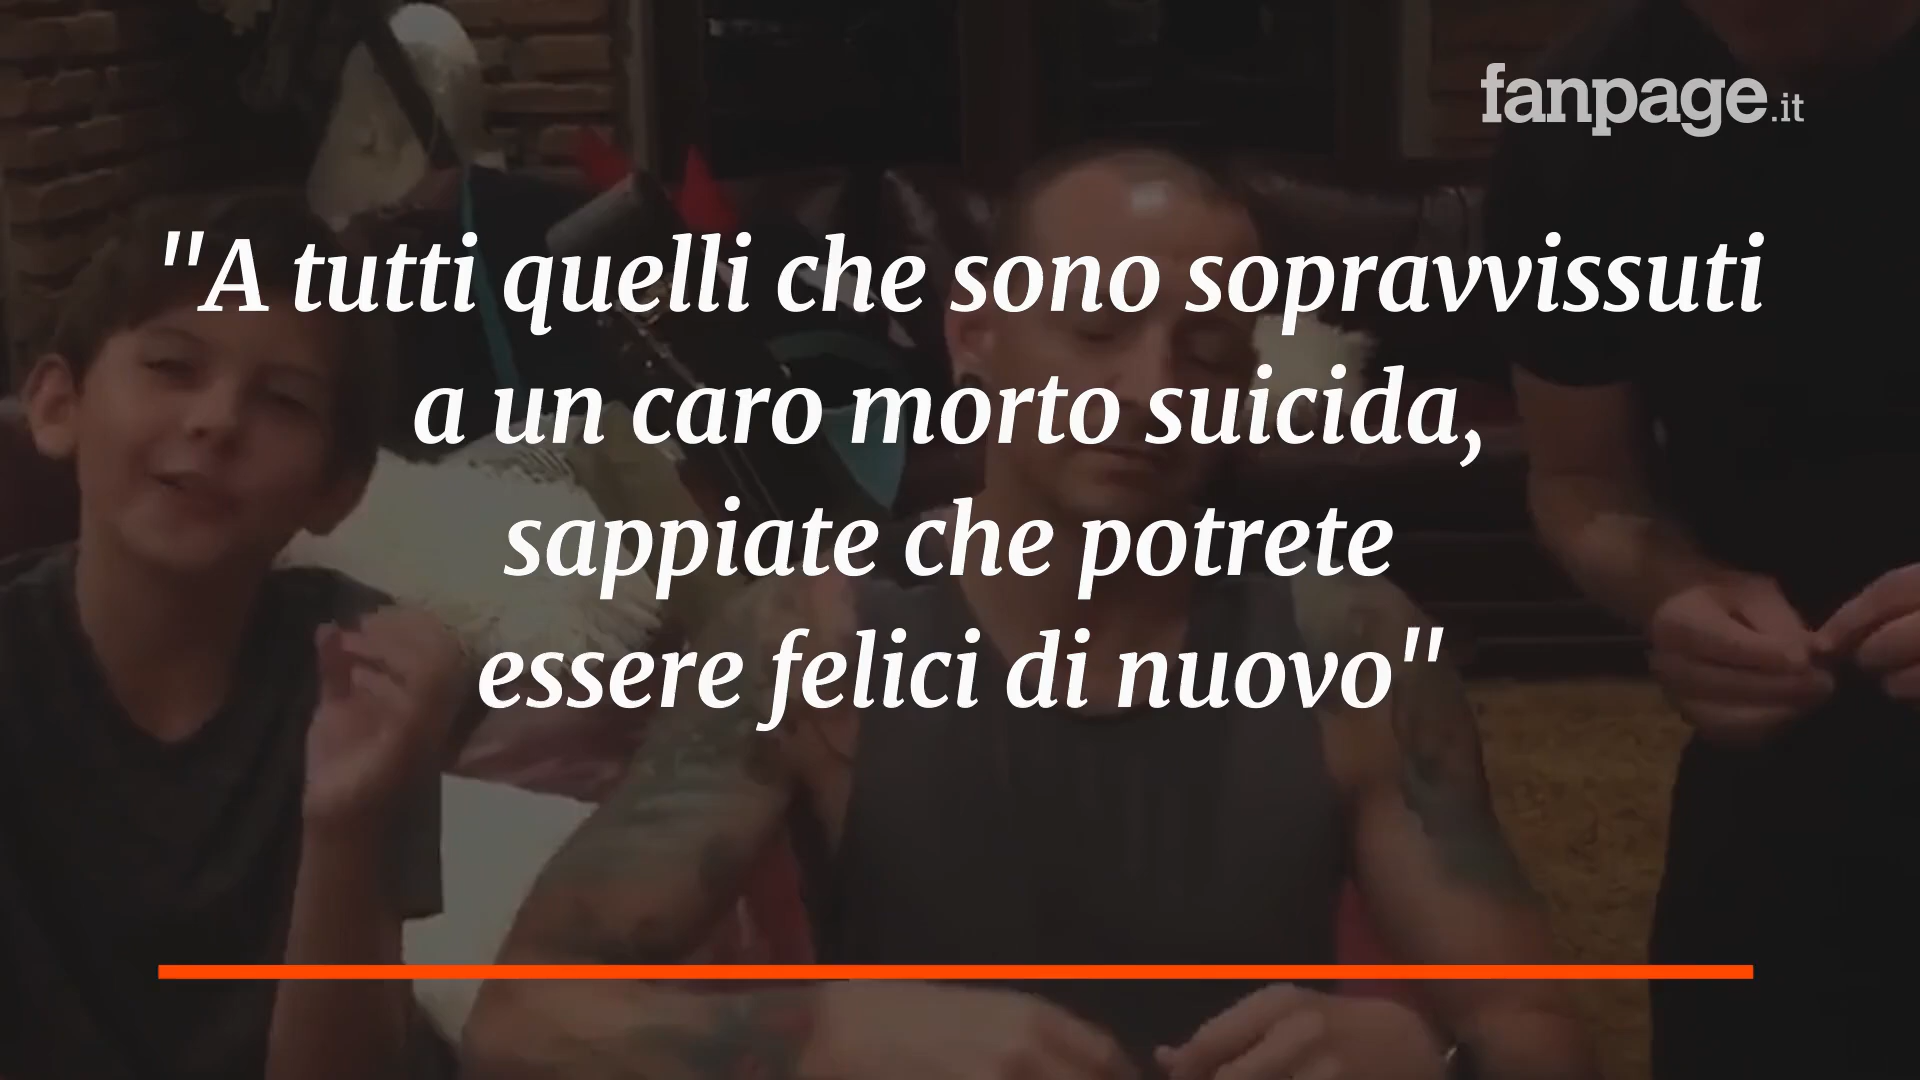 fanpage.it
"A tutti quelli che sono sopravvissuti
a un caro morto suicida,
sappiate che potrete
essere felici di nuovo"